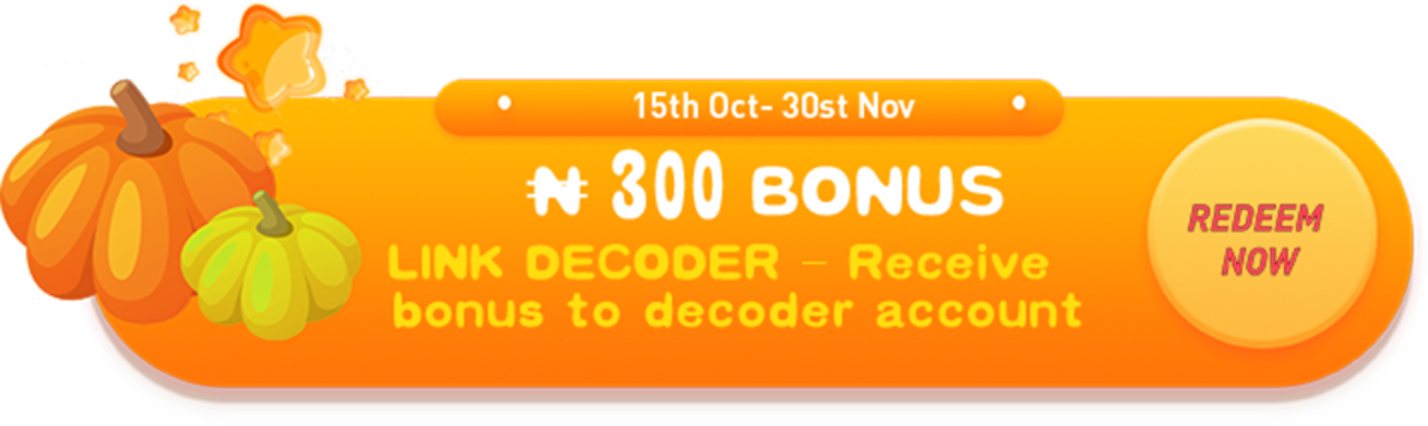 15th Oct- 30st Nov
₦ 300 BONUS
LINK DECODER – Receive
bonus to decoder account
REDEEM
NOW